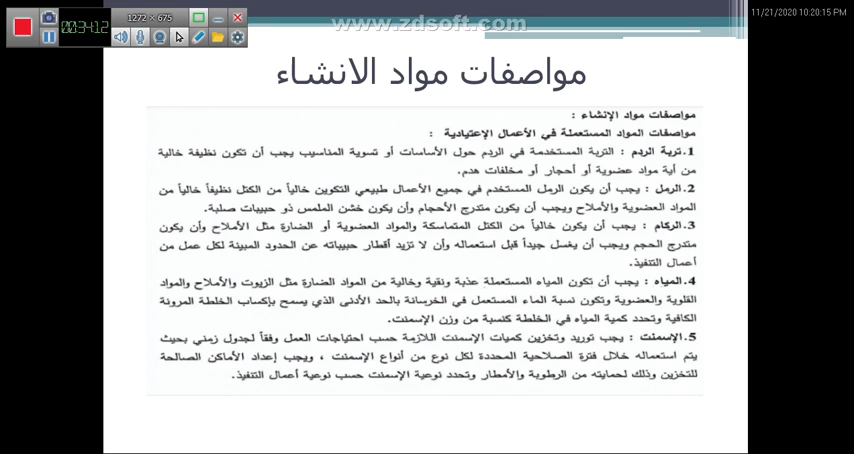 1272 × 675
00:34:12
www.zdsoft.com
11/21/2020 10:20:15 PM
مواصفات مواد الانشاء
مواصفات مواد الإنشاء :
مواصفات المواد المستعملة في الأعمال الإعتيادية :
1.تربة الردم : التربة المستخدمة في الردم حول الأساسات أو تسوية المناسيب يجب أن تكون نظيفة خالية
من أية مواد عضوية أو أحجار أو مخلفات هدم.
2.الرمل : يجب أن يكون الرمل المستخدم في جميع الأعمال طبيعي التكوين خالياً من الكتل نظيفاً خالياً من
المواد العضوية والأملاح ويجب أن يكون متدرج الأحجام وأن يكون خشن الملمس ذو حبيبات صلبة.
3.الركام : يجب أن يكون خالياً من الكتل المتماسكة والمواد العضوية أو الضارة مثل الأملاح وأن يكون
متدرج الحجم ويجب أن يغسل جيداً قبل استعماله وأن لا تزيد أقطار حبيباته عن الحدود المبينة لكل عمل من
أعمال التنفيذ.
4.المياه : يجب أن تكون المياه المستعملة عذبة ونقية وخالية من المواد الضارة مثل الزيوت والأملاح والمواد
القلوية والعضوية وتكون نسبة الماء المستعمل في الخرسانة بالحد الأدنى الذي يسمح بإكساب الخلطة المرونة
الكافية وتحدد كمية المياه في الخلطة كنسبة من وزن الإسمنت.
5.الإسمنت : يجب توريد وتخزين كميات الإسمنت اللازمة حسب احتياجات العمل وفقاً لجدول زمني بحيث
يتم استعماله خلال فترة الصلاحية المحددة لكل نوع من أنواع الإسمنت ، ويجب إعداد الأماكن الصالحة
للتخزين وذلك لحمايته من الرطوبة والأمطار وتحدد نوعية الإسمنت حسب نوعية أعمال التنفيذ.